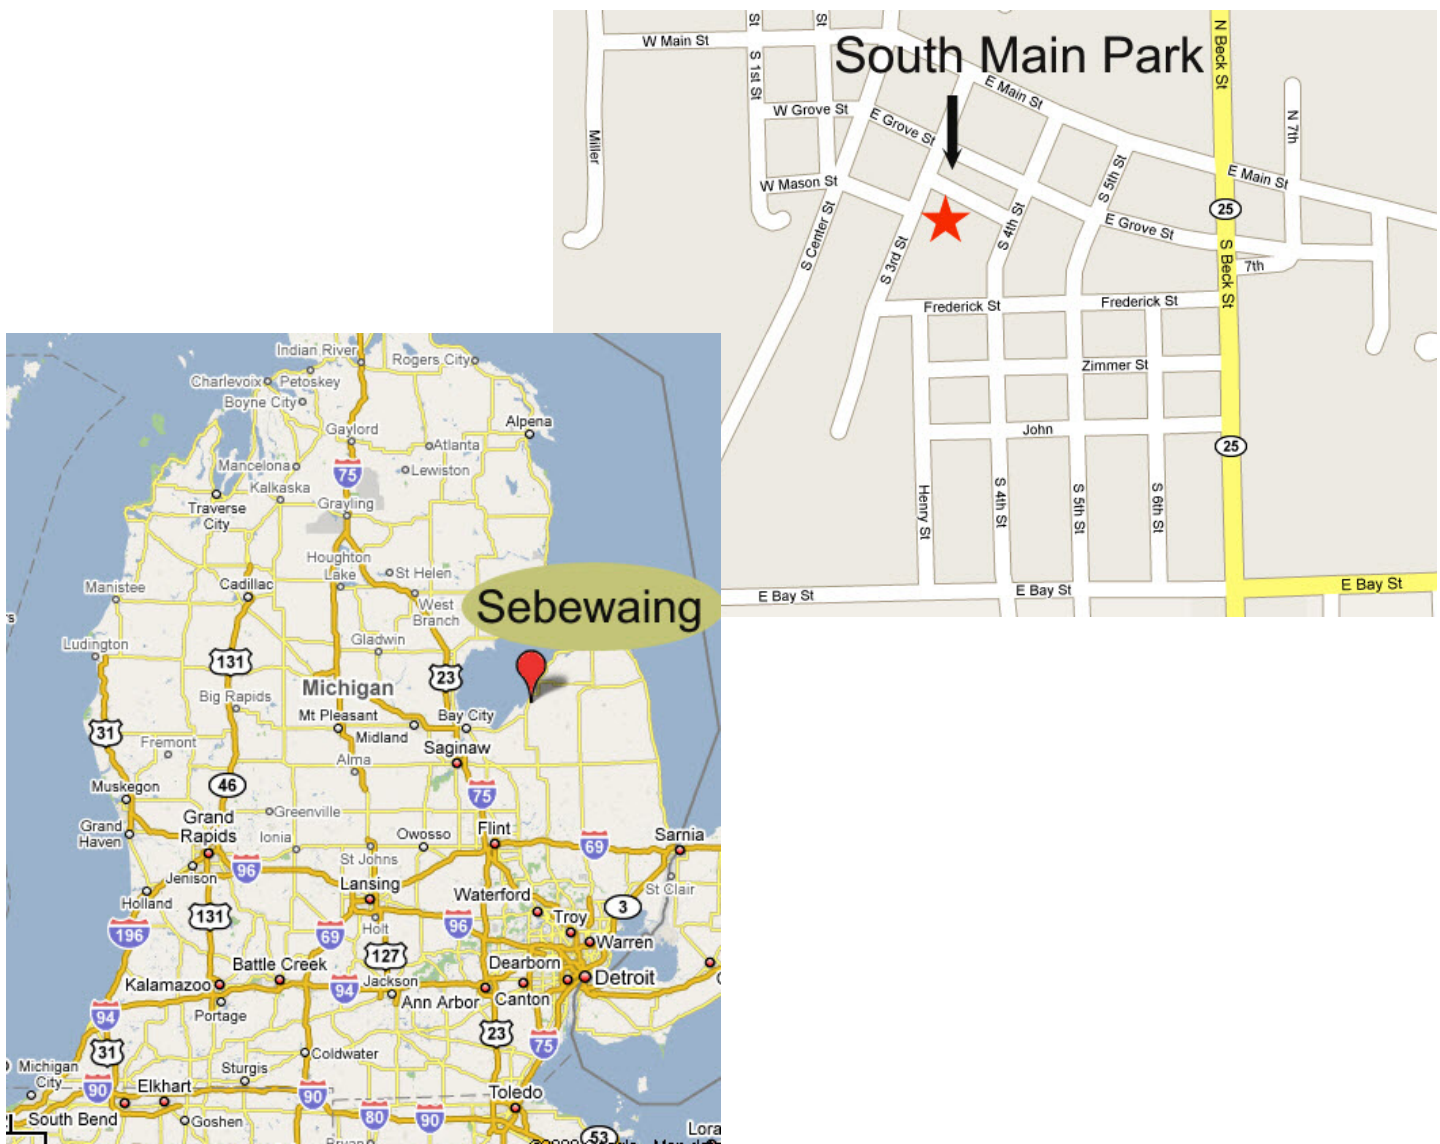 St
St
N Beck St
W Main St
South Main Park
S 1st St
E Main St
W Grove St
E Grove St
N 7th
Miller
S 5th St
E Main St
W Mason St
25
S Center St
S 4th St
E Grove St
S 3rd St
S Beck St
7th
Frederick St
Frederick St
Zimmer St
John
25
Henry St
S 4th St
S 5th St
S 6th St
E Bay St
E Bay St
E Bay St
Indian River
Rogers City
Charlevoix
Petoskey
Boyne City
Alpena
Gaylord
Atlanta
Mancelona
75
Lewiston
Kalkaska
Traverse
City
Grayling
Houghton
Lake
St Helen
Manistee
Cadillac
West
Branch
Sebewaing
rs
Ludington
Gladwin
131
23
Michigan
Big Rapids
Mt Pleasant
Bay City
31
Midland
Fremont
Saginaw
Alma
46
Muskegon
75
Greenville
Grand
Rapids
Grand
Haven
Ionia
Owosso
Flint
69
Sarnia
St Johns
Jenison
96
Lansing
Waterford
St Clair
Holland
131
3
Troy
196
69
Holt
96
Warren
127
Battle Creek
Dearborn
Detroit
Kalamazoo
94
Jackson
Ann Arbor
Canton
Portage
94
23
31
75
Coldwater
Michigan
City
Sturgis
90
Elkhart
90
Toledo
South Bend
Goshen
80
90
53
Lora
Bryan